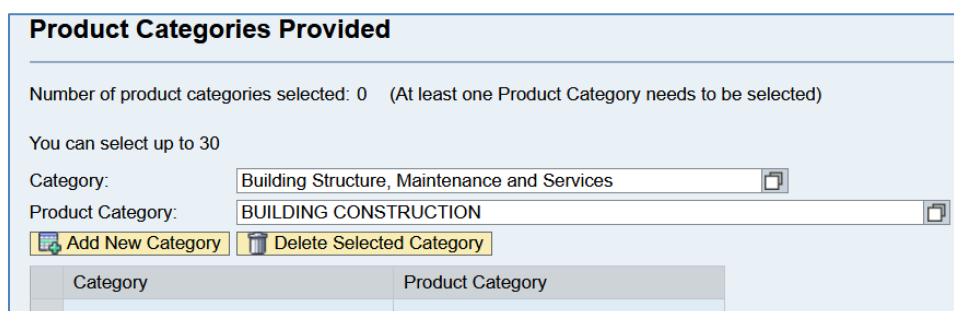 Product Categories Provided
Number of product categories selected: 0 (At least one Product Category needs to be selected)
You can select up to 30
Category: Building Structure, Maintenance and Services
Product Category: BUILDING CONSTRUCTION
Add New Category Delete Selected Category
Category Product Category